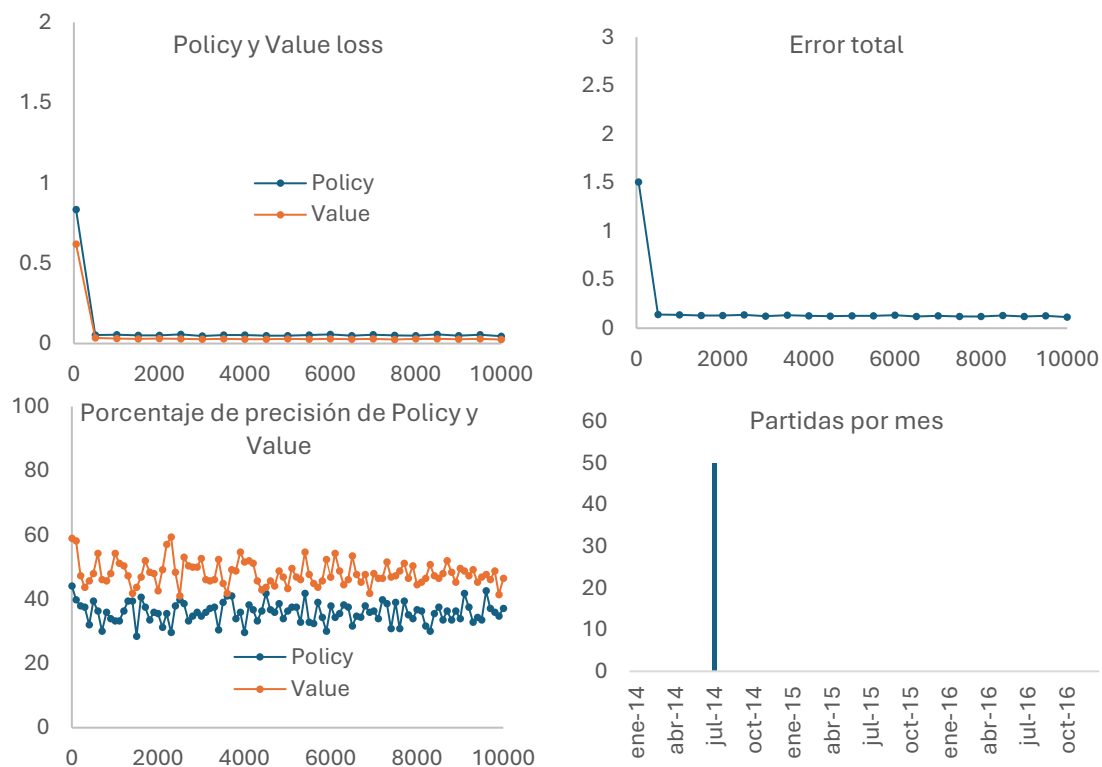 Policy y Value loss
2
1.5
1
0.5
0
Policy
Value
0 2000 4000 6000 8000 10000
Error total
3
2.5
2
1.5
1
0.5
0
0 2000 4000 6000 8000 10000
Porcentaje de precisión de Policy y
Value
100
80
60
40
20
0
Policy
Value
0 2000 4000 6000 8000 10000
Partidas por mes
60
50
40
30
20
10
0
ene-14
abr-14
jul-14
oct-14
ene-15
abr-15
jul-15
oct-15
ene-16
abr-16
jul-16
oct-16